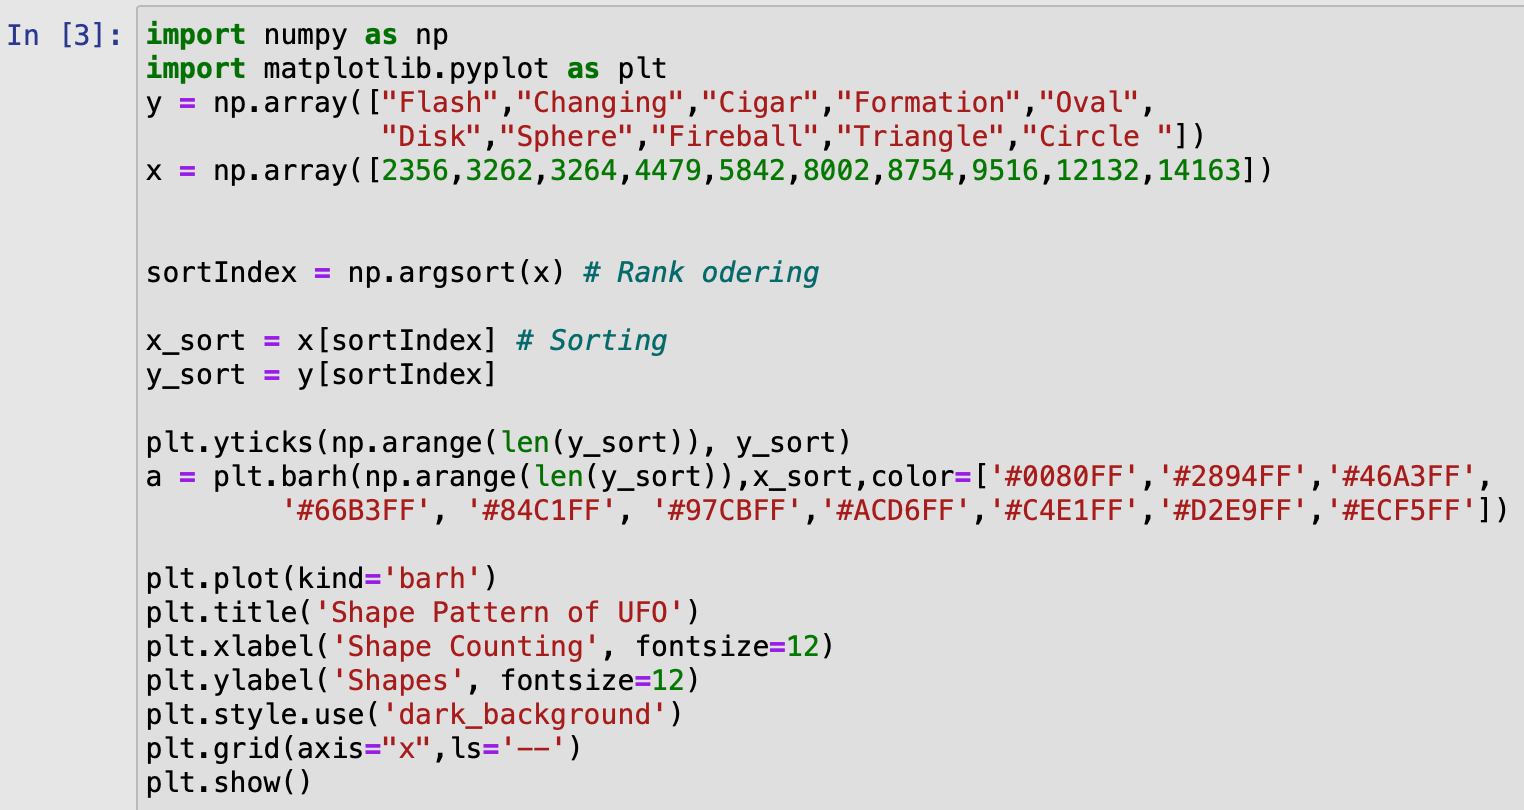 In [3]:
import numpy as np
import matplotlib.pyplot as plt
y = np.array(["Flash","Changing","Cigar","Formation","Oval",
              "Disk","Sphere","Fireball","Triangle","Circle "])
x = np.array([2356,3262,3264,4479,5842,8002,8754,9516,12132,14163])
sortIndex = np.argsort(x) # Rank odering
x_sort = x[sortIndex] # Sorting
y_sort = y[sortIndex]
plt.yticks(np.arange(len(y_sort)), y_sort)
a = plt.barh(np.arange(len(y_sort)),x_sort,color=['#0080FF','#2894FF','#46A3FF',
        '#66B3FF', '#84C1FF', '#97CBFF','#ACD6FF','#C4E1FF','#D2E9FF','#ECF5FF'])
plt.plot(kind='barh')
plt.title('Shape Pattern of UFO')
plt.xlabel('Shape Counting', fontsize=12)
plt.ylabel('Shapes', fontsize=12)
plt.style.use('dark_background')
plt.grid(axis="x",ls='--')
plt.show()